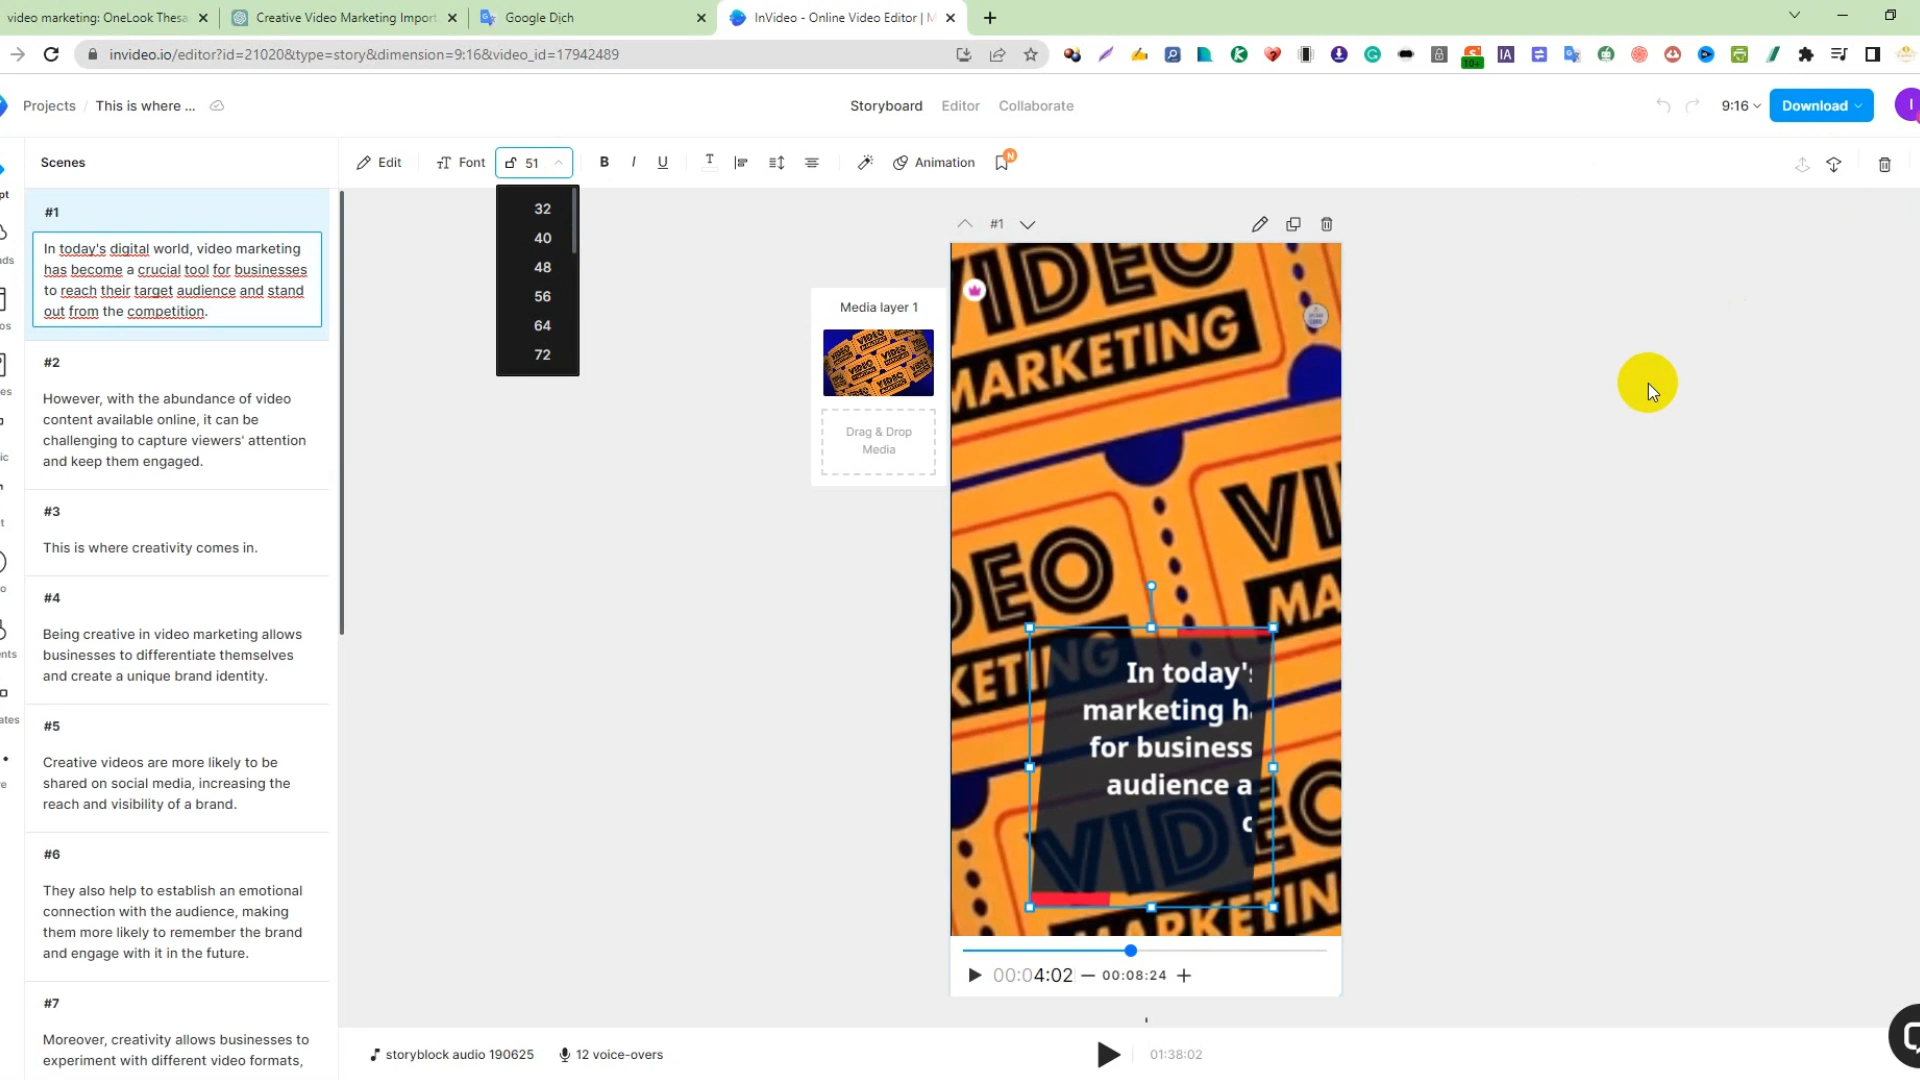 video marketing: OneLook Thesa
Creative Video Marketing Import
Google Dịch
InVideo - Online Video Editor | M
invideo.io/editor?id=21020&type=story&dimension=9:16&video_id=17942489
10+
IA
Projects / This is where ...
Storyboard
Editor
Collaborate
9:16
Download
I
Scenes
Edit
Font
51
B
I
U
Animation
N
32
40
48
56
64
72
#1
In today's digital world, video marketing
has become a crucial tool for businesses
to reach their target audience and stand
out from the competition.
#2
However, with the abundance of video
content available online, it can be
challenging to capture viewers' attention
and keep them engaged.
#3
This is where creativity comes in.
#4
Being creative in video marketing allows
businesses to differentiate themselves
and create a unique brand identity.
#5
Creative videos are more likely to be
shared on social media, increasing the
reach and visibility of a brand.
#6
They also help to establish an emotional
connection with the audience, making
them more likely to remember the brand
and engage with it in the future.
#7
Moreover, creativity allows businesses to
experiment with different video formats,
Media layer 1
Drag & Drop
Media
#1
VIDEO
MARKETING
DEO
KETING
VI
MA
In today's
marketing h
for business
audience a
c
VIDEO
MARKETIN
00:04:02
00:08:24
storyblock audio 190625
12 voice-overs
01:38:02